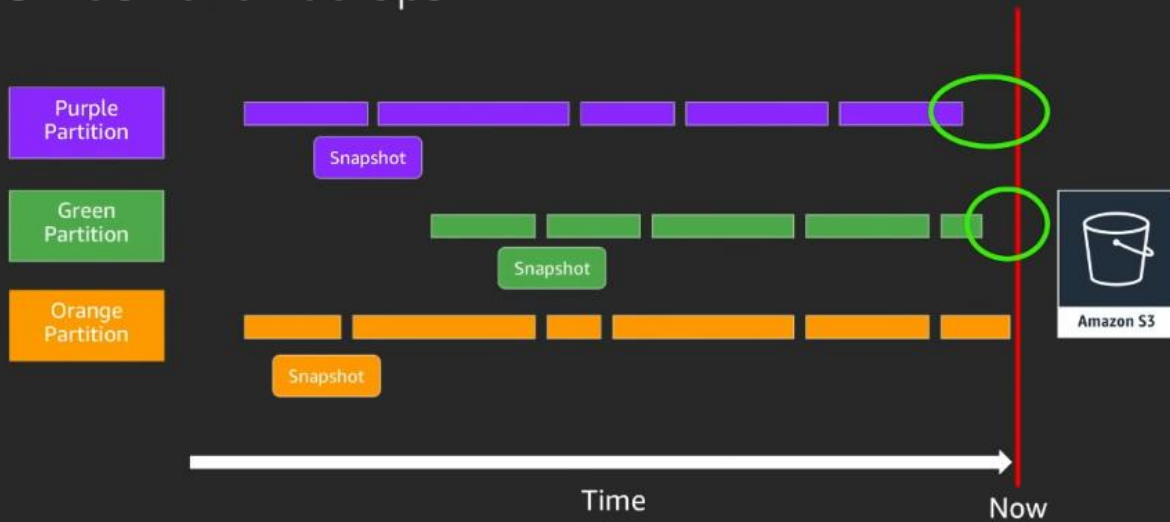 Purple
Partition
Snapshot
Green
Partition
Snapshot
Orange
Partition
Snapshot
Amazon S3
Time
Now